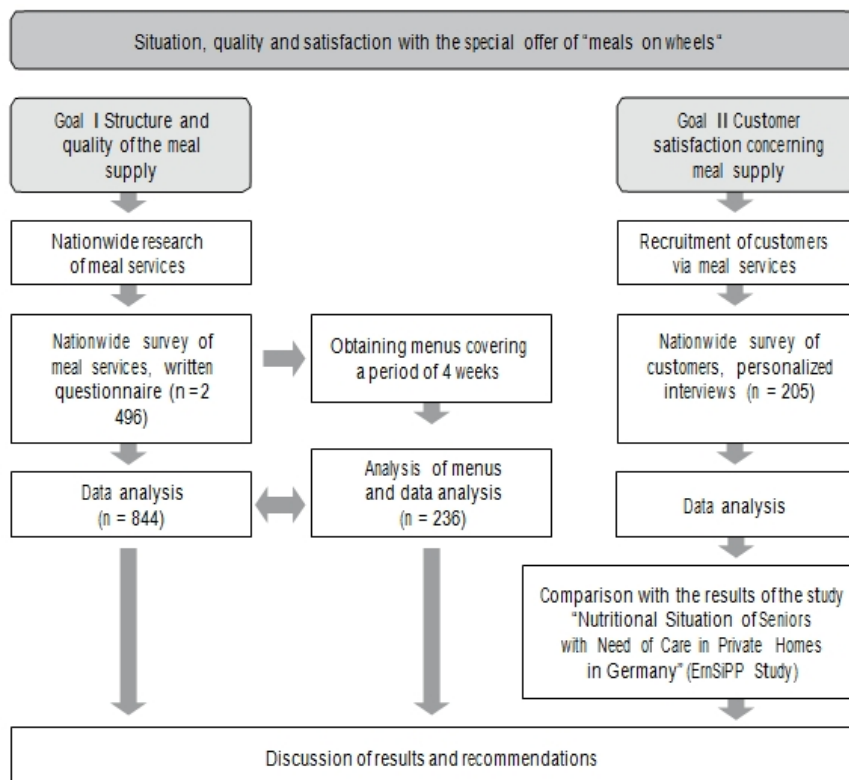 Situation, quality and satisfaction with the special offer of "meals on wheels"
Goal I Structure and
quality of the meal
supply
Goal II Customer
satisfaction concerning
meal supply
Nationwide research
of meal services
Recruitment of customers
via meal services
Nationwide survey of
meal services, written
questionnaire (n = 2
496)
Obtaining menus covering
a period of 4 weeks
Nationwide survey of
customers, personalized
interviews (n = 205)
Data analysis
(n = 844)
Analysis of menus
and data analysis
(n = 236)
Data analysis
Comparison with the results of the study
"Nutritional Situation of Seniors
with Need of Care in Private Homes
in Germany" (ErnSiPP Study)
Discussion of results and recommendations